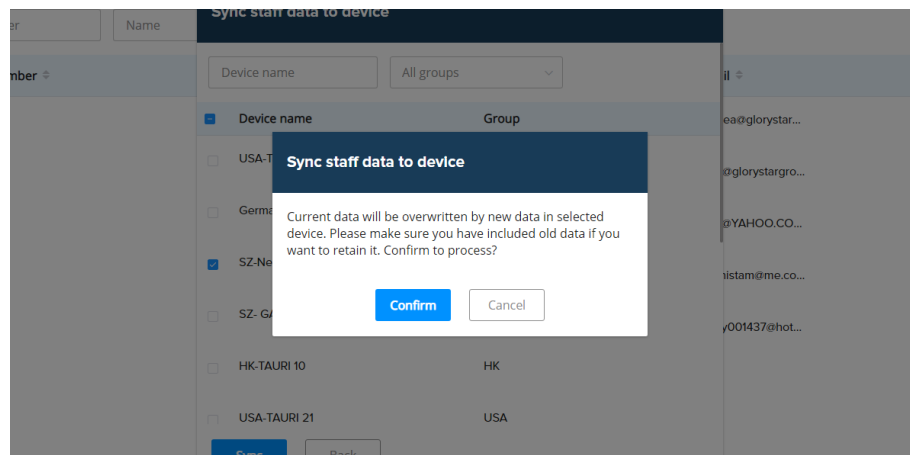 Sync staff data to device
er
Name
mber
il
Device name
All groups
Device name
Group
ea@glorystar...
USA-T
Sync staff data to device
@glorystargro...
Germa
Current data will be overwritten by new data in selected
device. Please make sure you have included old data if you
want to retain it. Confirm to process?
@YAHOO.CO...
SZ-Ne
nistam@me.co...
SZ- GA
Confirm
Cancel
y001437@hot...
HK-TAURI 10
HK
USA-TAURI 21
USA
Sync
Back